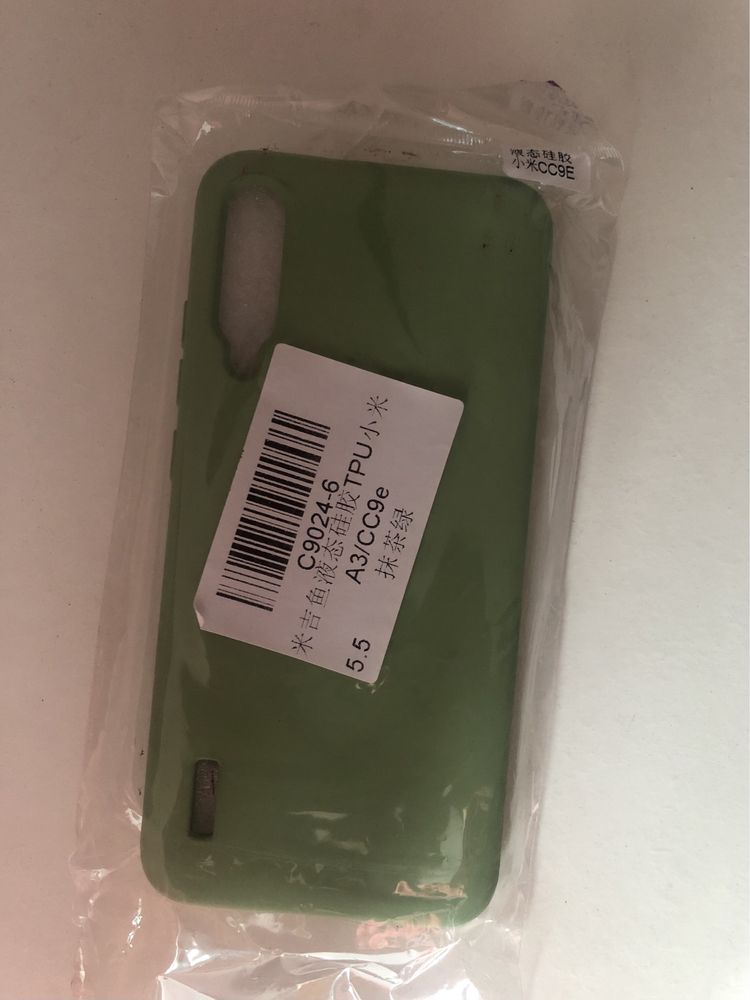 液态硅胶
小米CC9E
C9024-6
米吉鱼液态硅胶TPU小米
5.5 A3/CC9e
抹茶绿